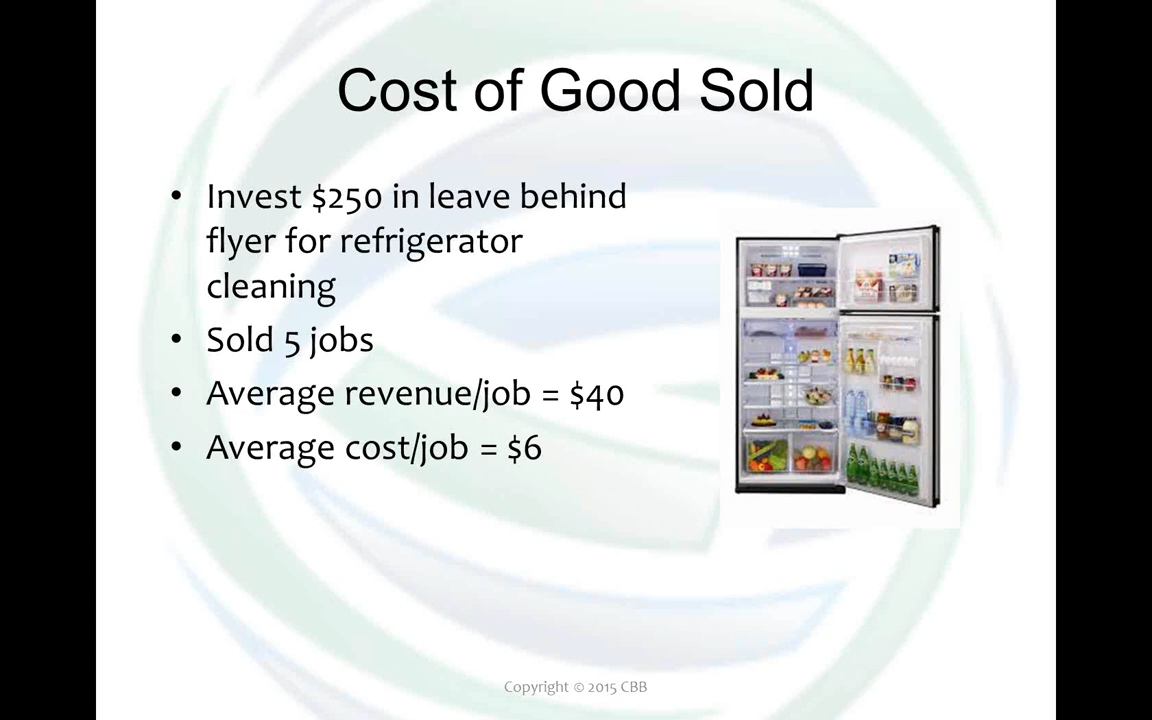 Cost of Good Sold
• Invest $250 in leave behind
flyer for refrigerator
cleaning
• Sold 5 jobs
• Average revenue/job = $40
• Average cost/job = $6
Copyright © 2015 CBB